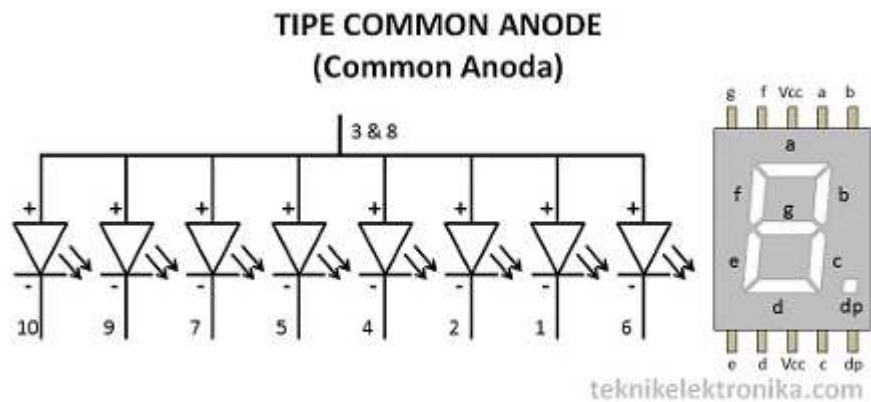 TIPE COMMON ANODE
(Common Anoda)
3 & 8
+ + + + + + + +
- - - - - - - -
10 9 7 5 4 2 1 6
g f Vcc a b
a
f b
g
e c
d dp
e d Vcc c dp
teknikelektronika.com